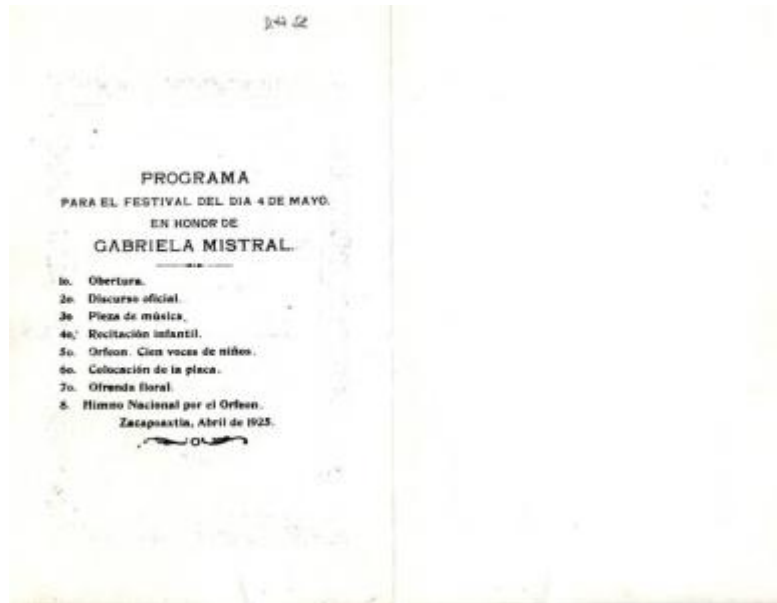 PROGRAMA
PARA EL FESTIVAL DEL DIA 4 DE MAYO.
EN HONOR DE
GABRIELA MISTRAL.
1o. Obertura.
2o. Discurso oficial.
3o Pieza de música.
4o. Recitación infantil.
5o. Orfeon. Cien voces de niños.
6o. Colocación de la placa.
7o. Ofrenda floral.
8. Himno Nacional por el Orfeon.
Zacapoaxtla, Abril de 1925.